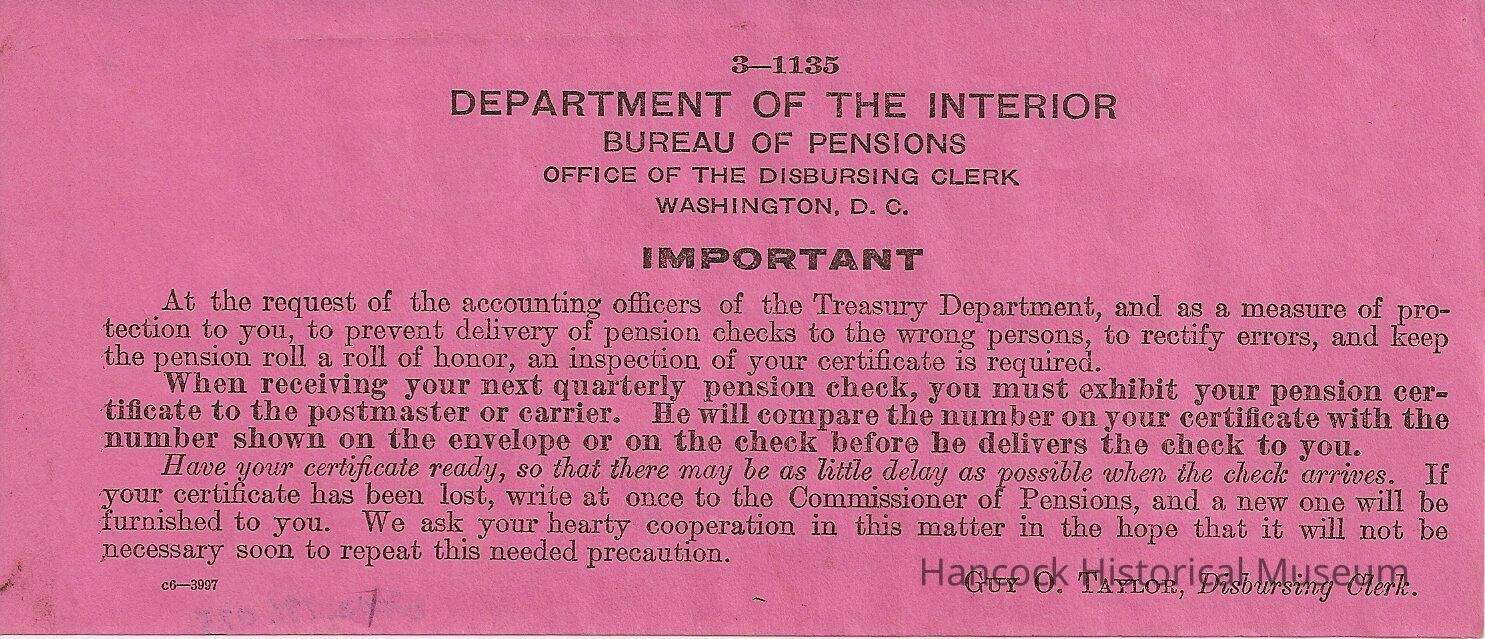 3—1135
DEPARTMENT OF THE INTERIOR
BUREAU OF PENSIONS
OFFICE OF THE DISBURSING CLERK
WASHINGTON, D. C.
IMPORTANT
At the request of the accounting officers of the Treasury Department, and as a measure of pro-
tection to you, to prevent delivery of pension checks to the wrong persons, to rectify errors, and keep
the pension roll a roll of honor, an inspection of your certificate is required.
When receiving your next quarterly pension check, you must exhibit your pension cer-
tificate to the postmaster or carrier. He will compare the number on your certificate with the
number shown on the envelope or on the check before he delivers the check to you.
Have your certificate ready, so that there may be as little delay as possible when the check arrives. If
your certificate has been lost, write at once to the Commissioner of Pensions, and a new one will be
furnished to you. We ask your hearty cooperation in this matter in the hope that it will not be
necessary soon to repeat this needed precaution.
Hancock Historical Museum
c6—3997
GUY O. TAYLOR, Disbursing Clerk.